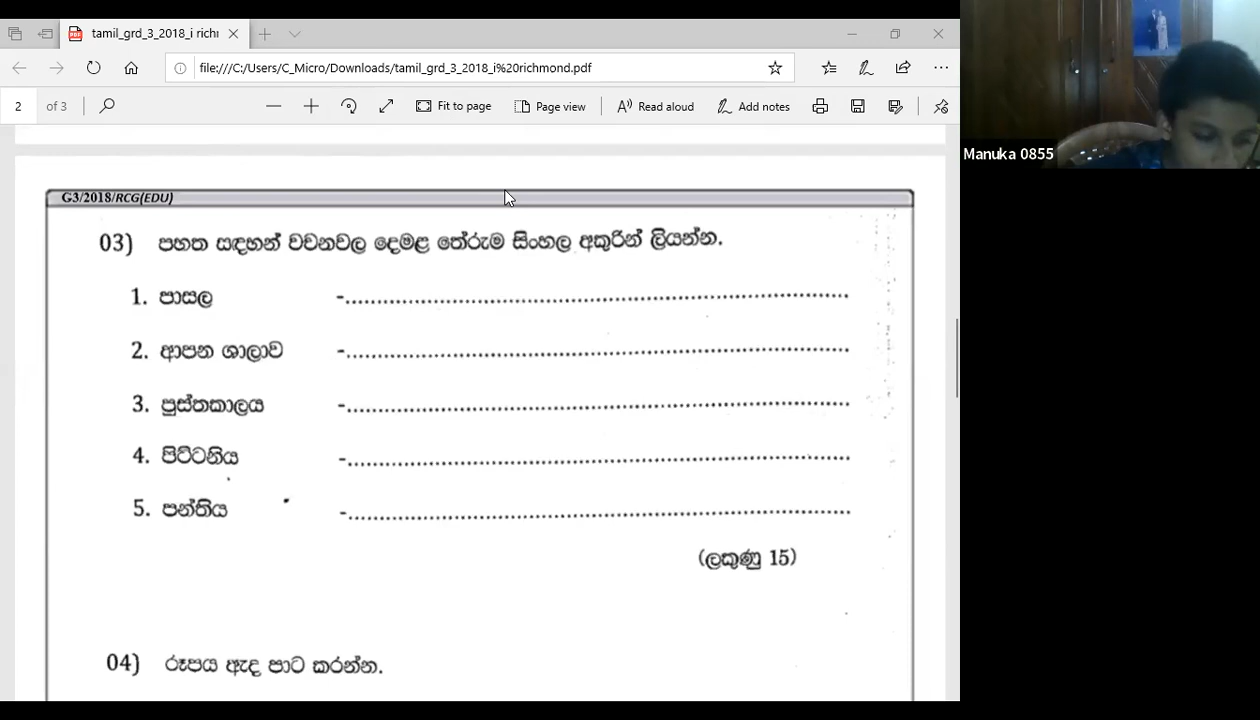 tamil_grd_3_2018_i richr
file:///C:/Users/C_Micro/Downloads/tamil_grd_3_2018_i%20richmond.pdf
2 of 3 Fit to page Page view Read aloud Add notes
Manuka 0855
G3/2018/RCG(EDU)
03) පහත සඳහන් වචනවල දෙමළ තේරුම සිංහල අකුරින් ලියන්න.
1. පාසල -
2. ආපන ශාලාව -
3. පුස්තකාලය -
4. පිට්ටනිය -
5. පන්තිය -
(ලකුණු 15)
04) රූපය ඇද පාට කරන්න.